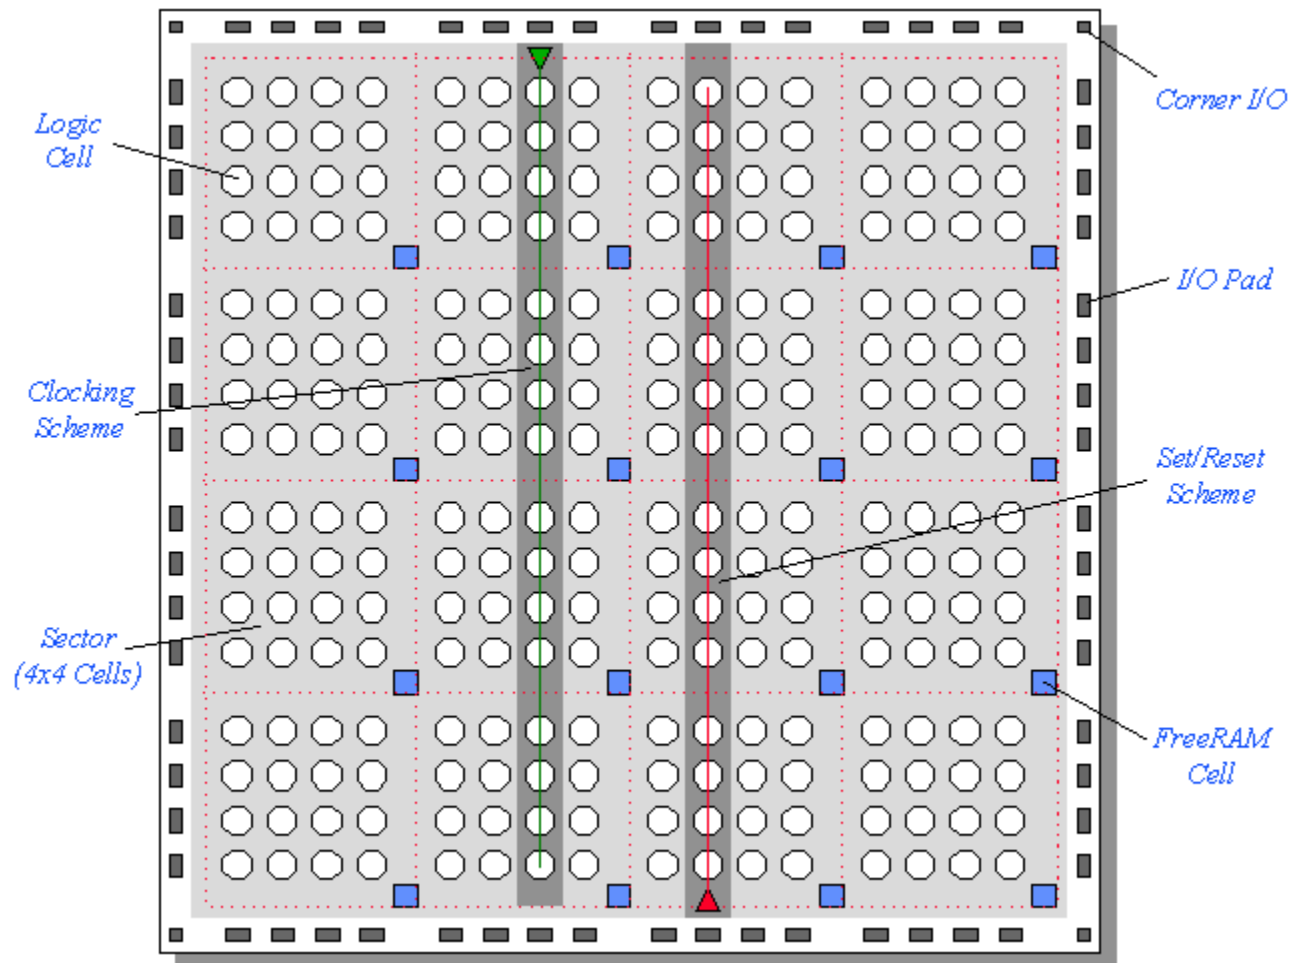 Corner I/O
Logic
Cell
I/O Pad
Clocking
Scheme
Set/Reset
Scheme
Sector
(4x4 Cells)
FreeRAM
Cell